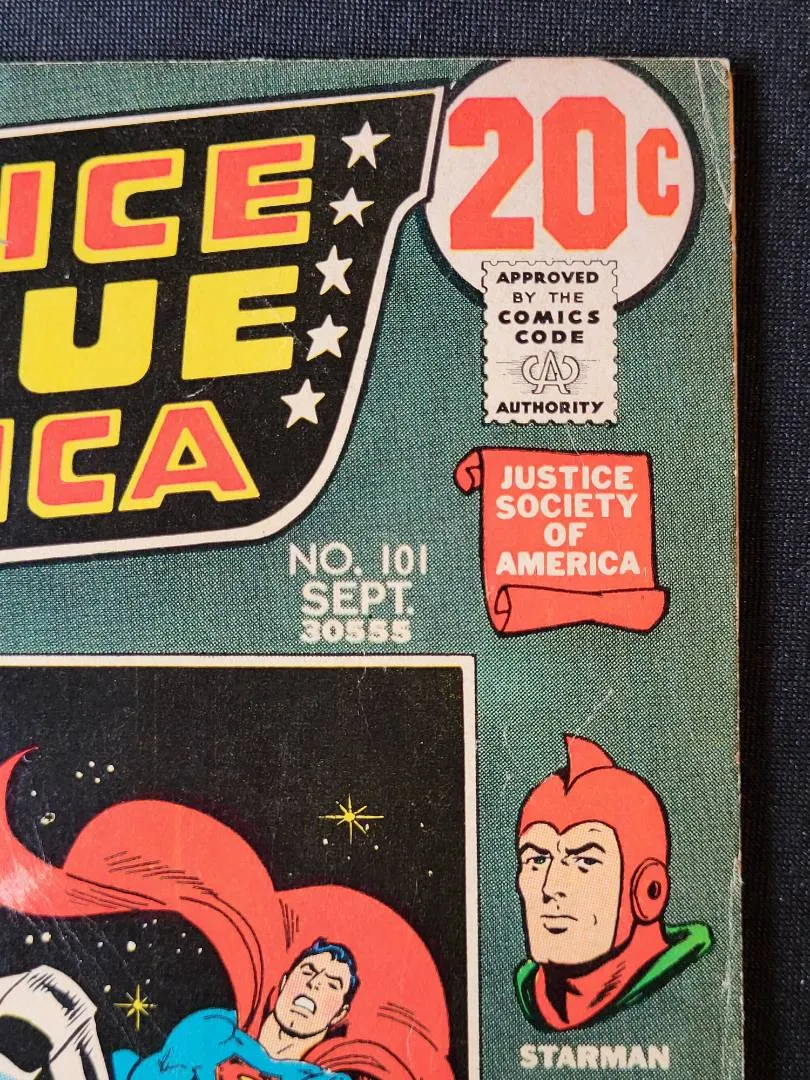 ICE
UE
ICA
20c
APPROVED
BY THE
COMICS
CODE
CA
AUTHORITY
JUSTICE
SOCIETY
OF
AMERICA
NO. 101
SEPT.
30555
STARMAN